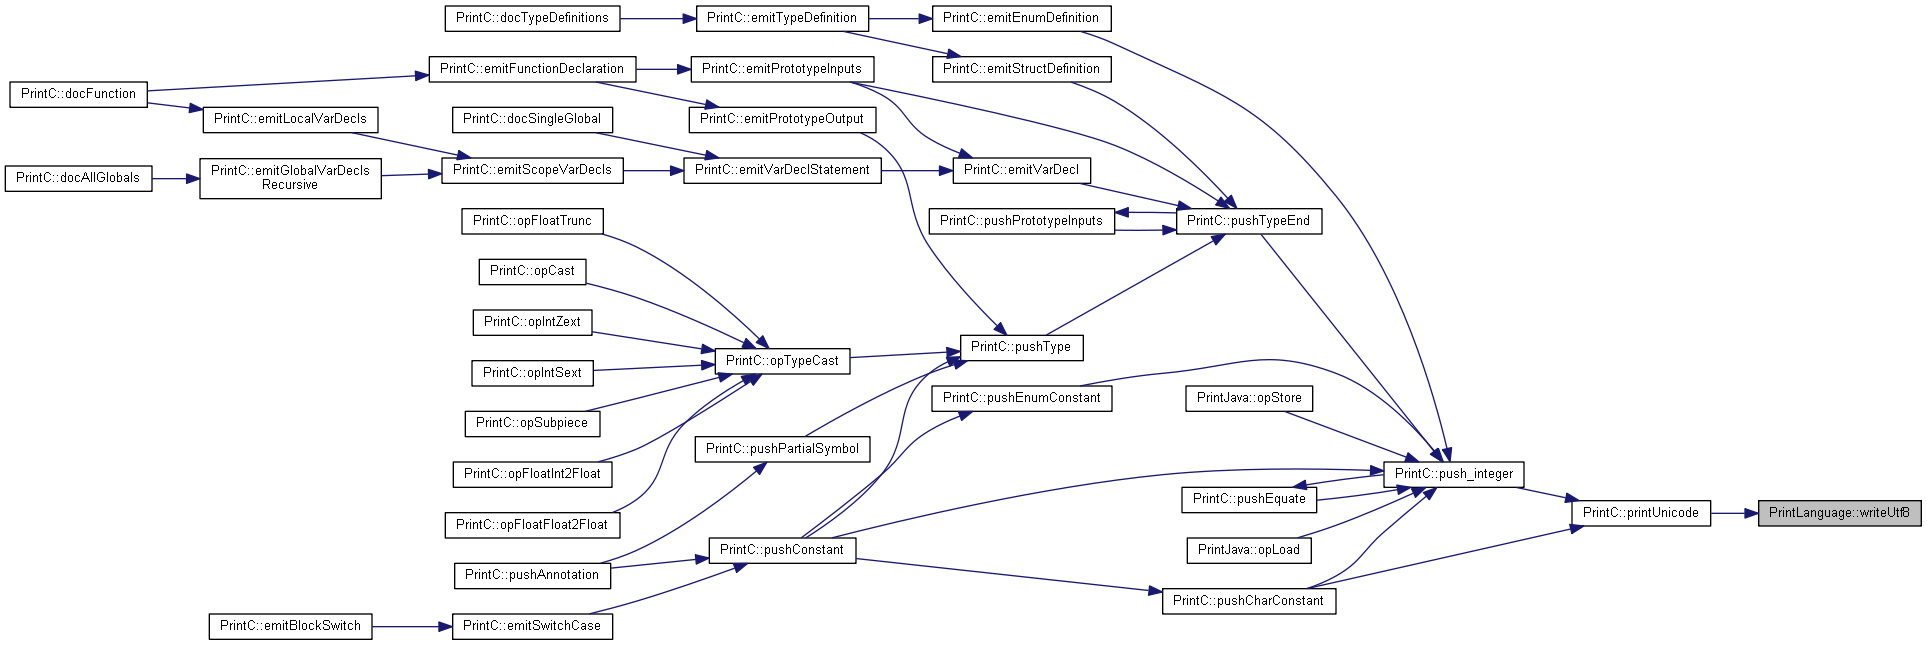 PrintC::docTypeDefinitions
PrintC::emitTypeDefinition
PrintC::emitEnumDefinition
PrintC::emitFunctionDeclaration
PrintC::emitPrototypeInputs
PrintC::emitStructDefinition
PrintC::docFunction
PrintC::emitLocalVarDecls
PrintC::docSingleGlobal
PrintC::emitPrototypeOutput
PrintC::docAllGlobals
PrintC::emitGlobalVarDecls
Recursive
PrintC::emitScopeVarDecls
PrintC::emitVarDeclStatement
PrintC::emitVarDecl
PrintC::opFloatTrunc
PrintC::pushPrototypeInputs
PrintC::pushTypeEnd
PrintC::opCast
PrintC::opIntZext
PrintC::opTypeCast
PrintC::pushType
PrintC::opIntSext
PrintC::pushEnumConstant
PrintJava::opStore
PrintC::opSubpiece
PrintC::pushPartialSymbol
PrintC::opFloatInt2Float
PrintC::push_integer
PrintC::pushEquate
PrintC::opFloatFloat2Float
PrintC::printUnicode
PrintLanguage::writeUtf8
PrintC::pushConstant
PrintJava::opLoad
PrintC::pushAnnotation
PrintC::pushCharConstant
PrintC::emitBlockSwitch
PrintC::emitSwitchCase